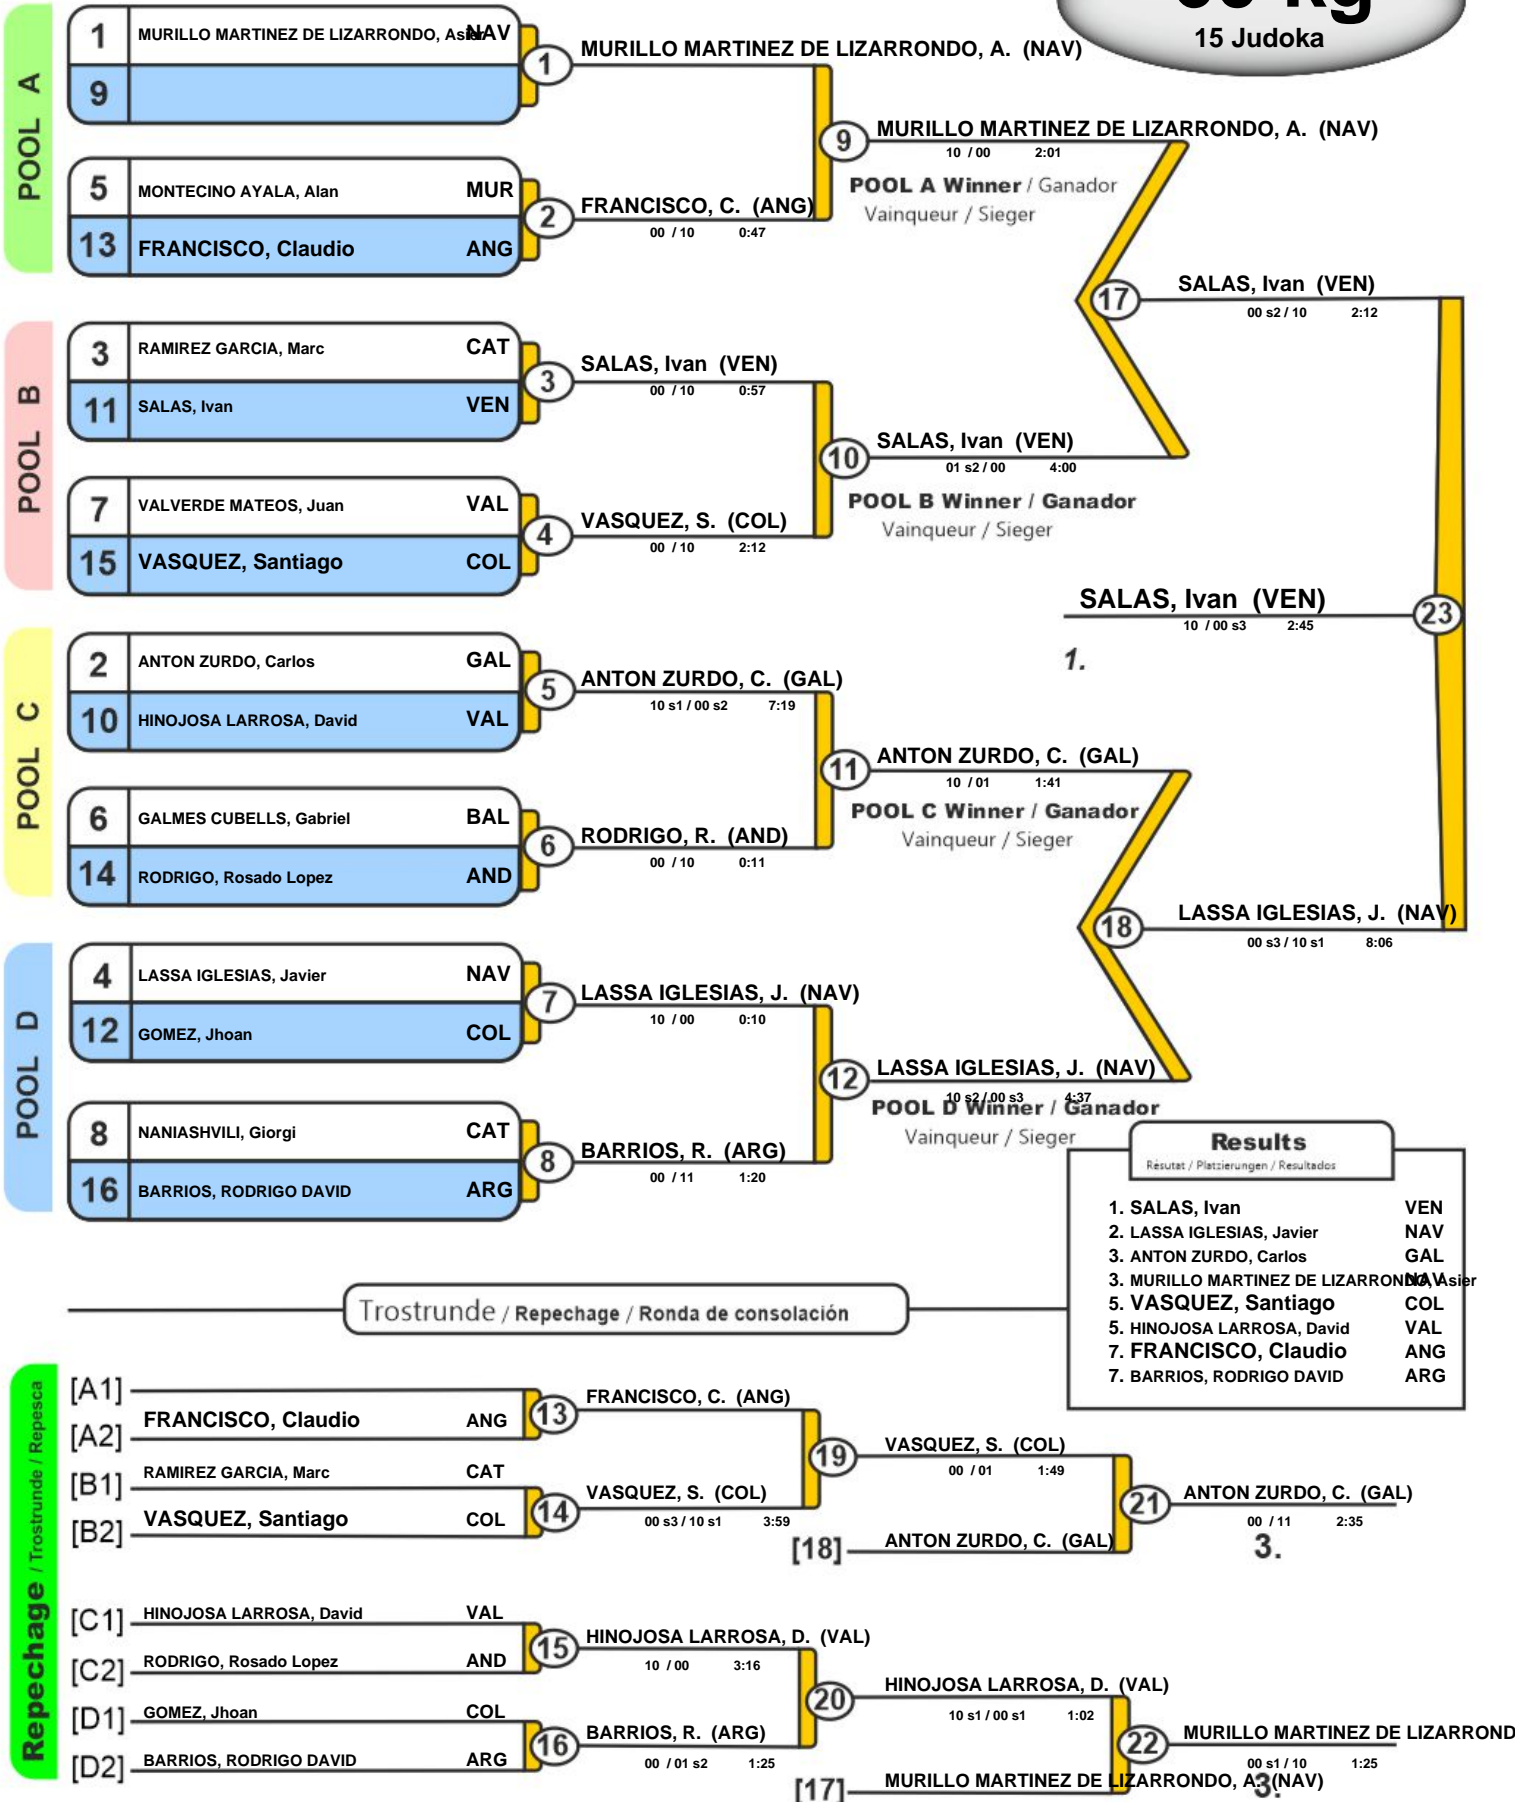 15 Judoka
POOL A
1 MURILLO MARTINEZ DE LIZARRONDO, Asier NAV
9
1 MURILLO MARTINEZ DE LIZARRONDO, A. (NAV)
5 MONTECINO AYALA, Alan MUR
13 FRANCISCO, Claudio ANG
2 FRANCISCO, C. (ANG)
00 / 10 0:47
9 MURILLO MARTINEZ DE LIZARRONDO, A. (NAV)
10 / 00 2:01
POOL A Winner / Ganador
Vainqueur / Sieger
POOL B
3 RAMIREZ GARCIA, Marc CAT
11 SALAS, Ivan VEN
3 SALAS, Ivan (VEN)
00 / 10 0:57
7 VALVERDE MATEOS, Juan VAL
15 VASQUEZ, Santiago COL
4 VASQUEZ, S. (COL)
00 / 10 2:12
10 SALAS, Ivan (VEN)
01 s2 / 00 4:00
POOL B Winner / Ganador
Vainqueur / Sieger
17 SALAS, Ivan (VEN)
00 s2 / 10 2:12
POOL C
2 ANTON ZURDO, Carlos GAL
10 HINOJOSA LARROSA, David VAL
5 ANTON ZURDO, C. (GAL)
10 s1 / 00 s2 7:19
6 GALMES CUBELLS, Gabriel BAL
14 RODRIGO, Rosado Lopez AND
6 RODRIGO, R. (AND)
00 / 10 0:11
11 ANTON ZURDO, C. (GAL)
10 / 01 1:41
POOL C Winner / Ganador
Vainqueur / Sieger
POOL D
4 LASSA IGLESIAS, Javier NAV
12 GOMEZ, Jhoan COL
7 LASSA IGLESIAS, J. (NAV)
10 / 00 0:10
8 NANIASHVILI, Giorgi CAT
16 BARRIOS, RODRIGO DAVID ARG
8 BARRIOS, R. (ARG)
00 / 11 1:20
12 LASSA IGLESIAS, J. (NAV)
10 s2 / 00 s3 4:37
POOL D Winner / Ganador
Vainqueur / Sieger
18 LASSA IGLESIAS, J. (NAV)
00 s3 / 10 s1 8:06
SALAS, Ivan (VEN) 23
10 / 00 s3 2:45
1.
Results
Résutat / Platzierungen / Resultados
1. SALAS, Ivan VEN
2. LASSA IGLESIAS, Javier NAV
3. ANTON ZURDO, Carlos GAL
3. MURILLO MARTINEZ DE LIZARRONDO, Asier NAV
5. VASQUEZ, Santiago COL
5. HINOJOSA LARROSA, David VAL
7. FRANCISCO, Claudio ANG
7. BARRIOS, RODRIGO DAVID ARG
Trostrunde / Repechage / Ronda de consolación
Repechage / Trostrunde / Repesca
[A1]
[A2] FRANCISCO, Claudio ANG
13 FRANCISCO, C. (ANG)
[B1] RAMIREZ GARCIA, Marc CAT
[B2] VASQUEZ, Santiago COL
14 VASQUEZ, S. (COL)
00 s3 / 10 s1 3:59
19 VASQUEZ, S. (COL)
00 / 01 1:49
[18] ANTON ZURDO, C. (GAL)
21 ANTON ZURDO, C. (GAL)
00 / 11 2:35
3.
[C1] HINOJOSA LARROSA, David VAL
[C2] RODRIGO, Rosado Lopez AND
15 HINOJOSA LARROSA, D. (VAL)
10 / 00 3:16
[D1] GOMEZ, Jhoan COL
[D2] BARRIOS, RODRIGO DAVID ARG
16 BARRIOS, R. (ARG)
00 / 01 s2 1:25
20 HINOJOSA LARROSA, D. (VAL)
10 s1 / 00 s1 1:02
[17] MURILLO MARTINEZ DE LIZARRONDO, A. (NAV)
22 MURILLO MARTINEZ DE LIZARROND
00 s1 / 10 1:25
3.